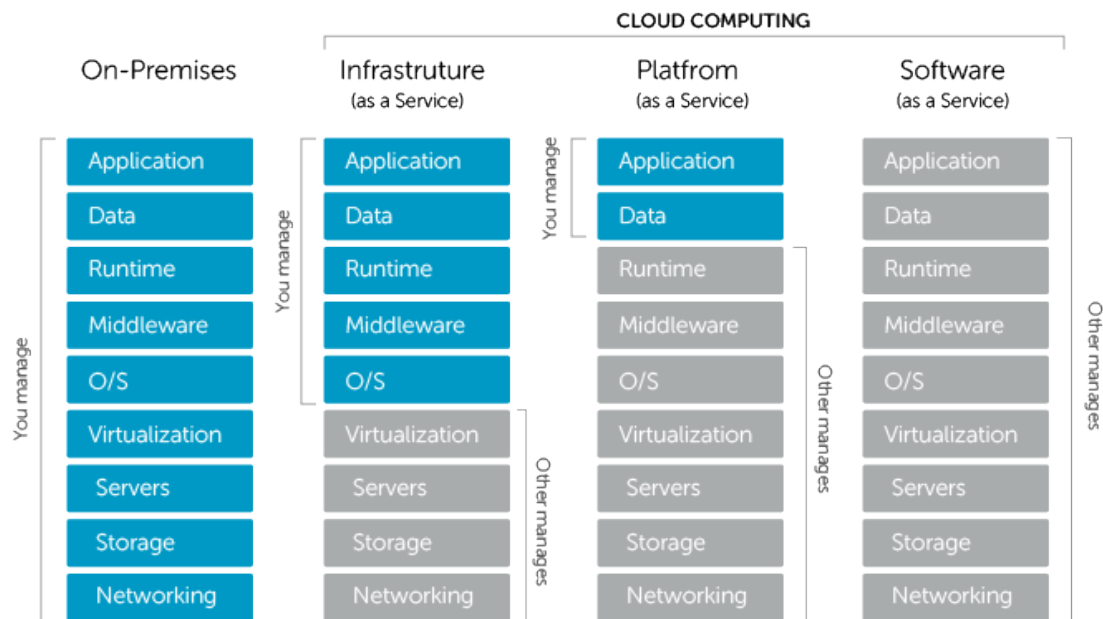 CLOUD COMPUTING
On-Premises
Infrastruture
(as a Service)
Platfrom
(as a Service)
Software
(as a Service)
You manage
Application
Data
Runtime
Middleware
O/S
Virtualization
Servers
Storage
Networking
You manage
Application
Data
Runtime
Middleware
O/S
Virtualization
Servers
Storage
Networking
Other manages
You manage
Application
Data
Runtime
Middleware
O/S
Virtualization
Servers
Storage
Networking
Other manages
Application
Data
Runtime
Middleware
O/S
Virtualization
Servers
Storage
Networking
Other manages